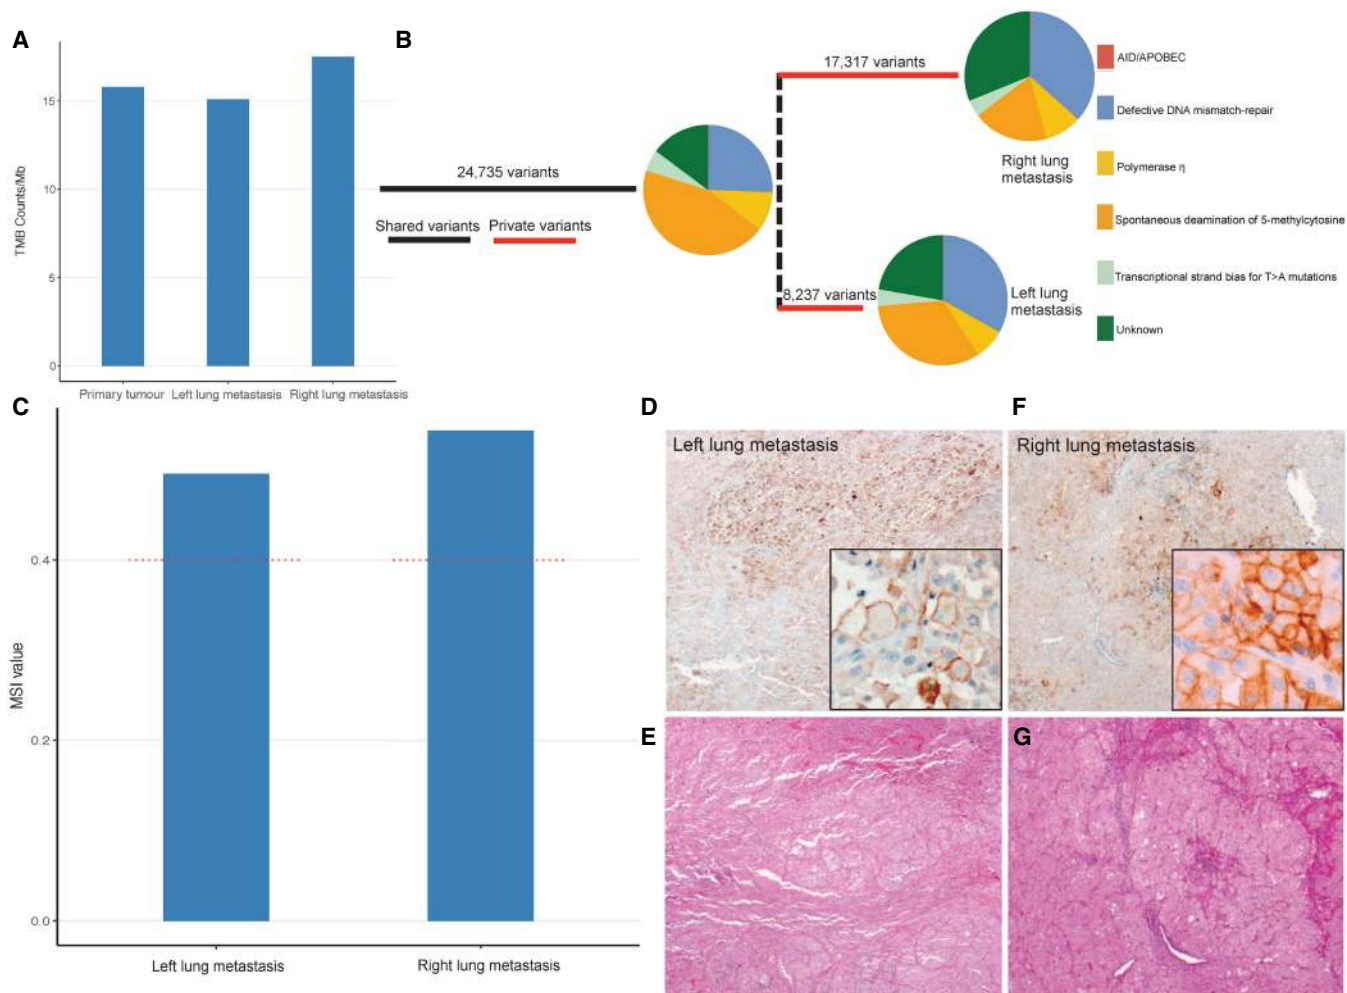 A
TMB Counts/Mb
15
10
5
0
Primary tumour
Left lung metastasis
Right lung metastasis
B
24,735 variants
Shared variants
Private variants
17,317 variants
8,237 variants
Right lung
metastasis
Left lung
metastasis
AID/APOBEC
Defective DNA mismatch-repair
Polymerase η
Spontaneous deamination of 5-methylcytosine
Transcriptional strand bias for T>A mutations
Unknown
C
MSI value
0.4
0.2
0.0
Left lung metastasis
Right lung metastasis
D
Left lung metastasis
F
Right lung metastasis
E
G